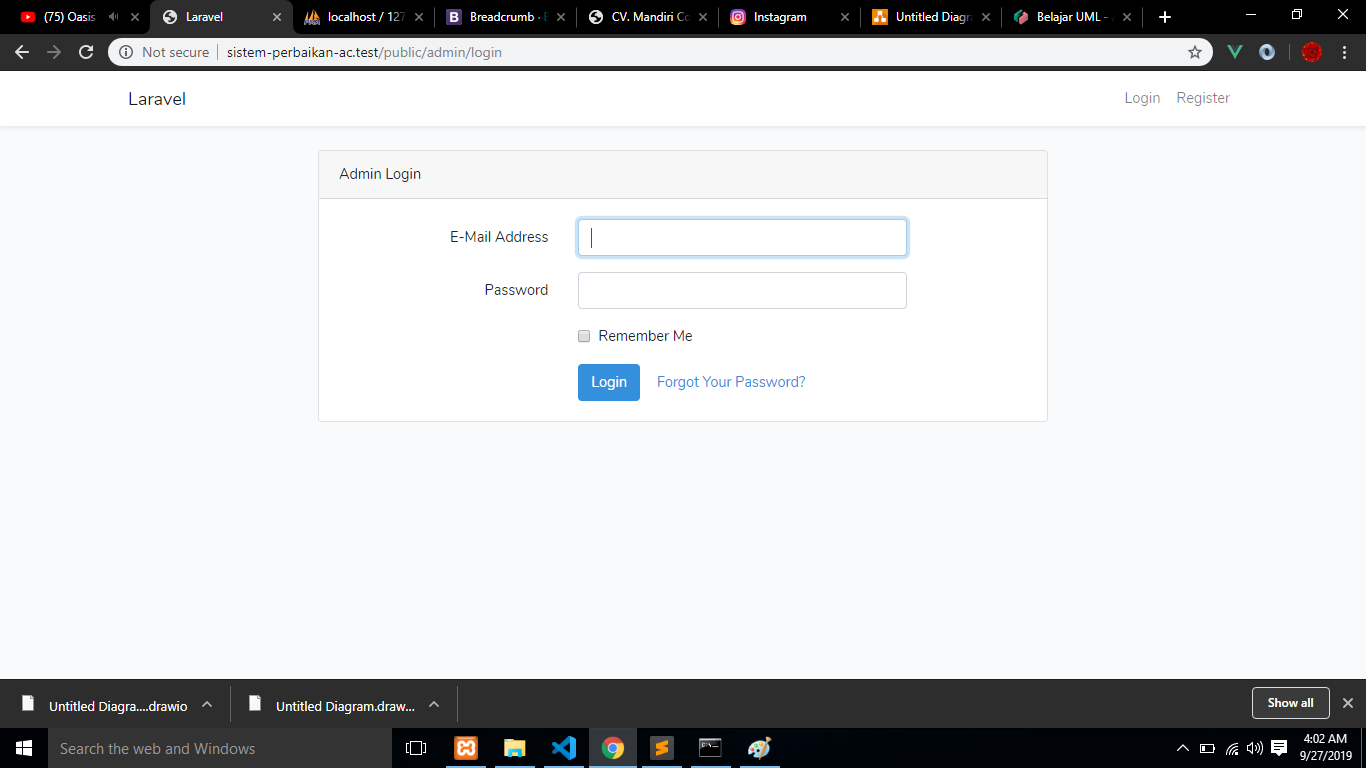 (75) Oasis
Laravel
localhost / 127
Breadcrumb · B
CV. Mandiri Co
Instagram
Untitled Diagra
Belajar UML - A
Not secure
sistem-perbaikan-ac.test/public/admin/login
Laravel
Login
Register
Admin Login
E-Mail Address
Password
Remember Me
Login
Forgot Your Password?
Untitled Diagra....drawio
Untitled Diagram.draw...
Show all
Search the web and Windows
4:02 AM
9/27/2019